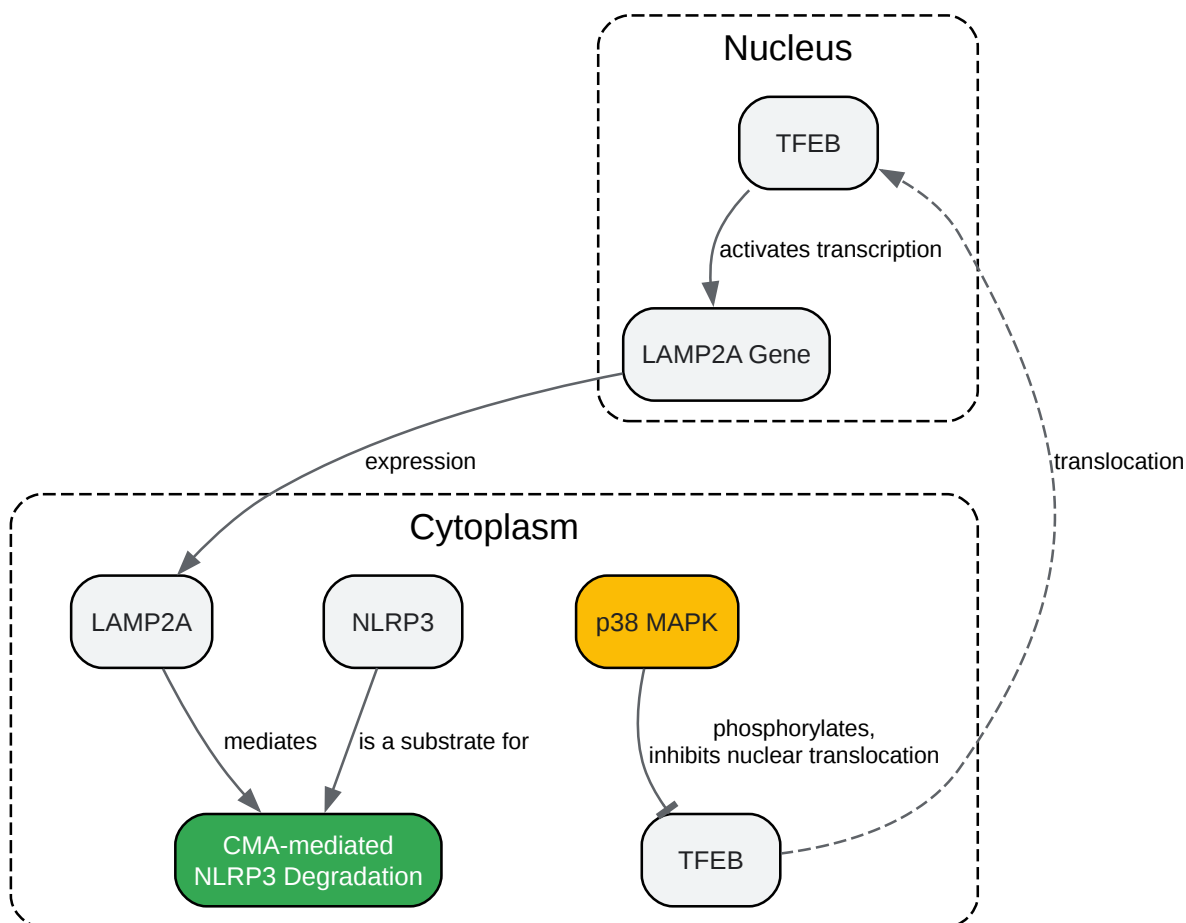 Nucleus
TFEB
activates transcription
LAMP2A Gene
expression
translocation
Cytoplasm
LAMP2A
NLRP3
p38 MAPK
mediates
is a substrate for
phosphorylates,
inhibits nuclear translocation
CMA-mediated
NLRP3 Degradation
TFEB